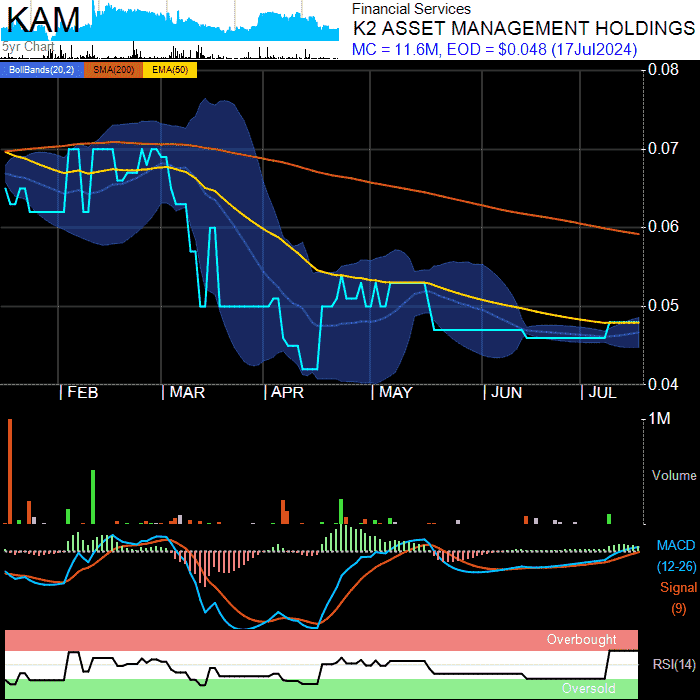 KAM
5yr Chart
Financial Services
K2 ASSET MANAGEMENT HOLDINGS
MC = 11.6M, EOD = $0.048 (17Jul2024)
BollBands(20,2) SMA(200) EMA(50)
0.08
0.07
0.06
0.05
0.04
FEB MAR APR MAY JUN JUL
1M
Volume
MACD
(12-26)
Signal
(9)
Overbought
RSI(14)
Oversold